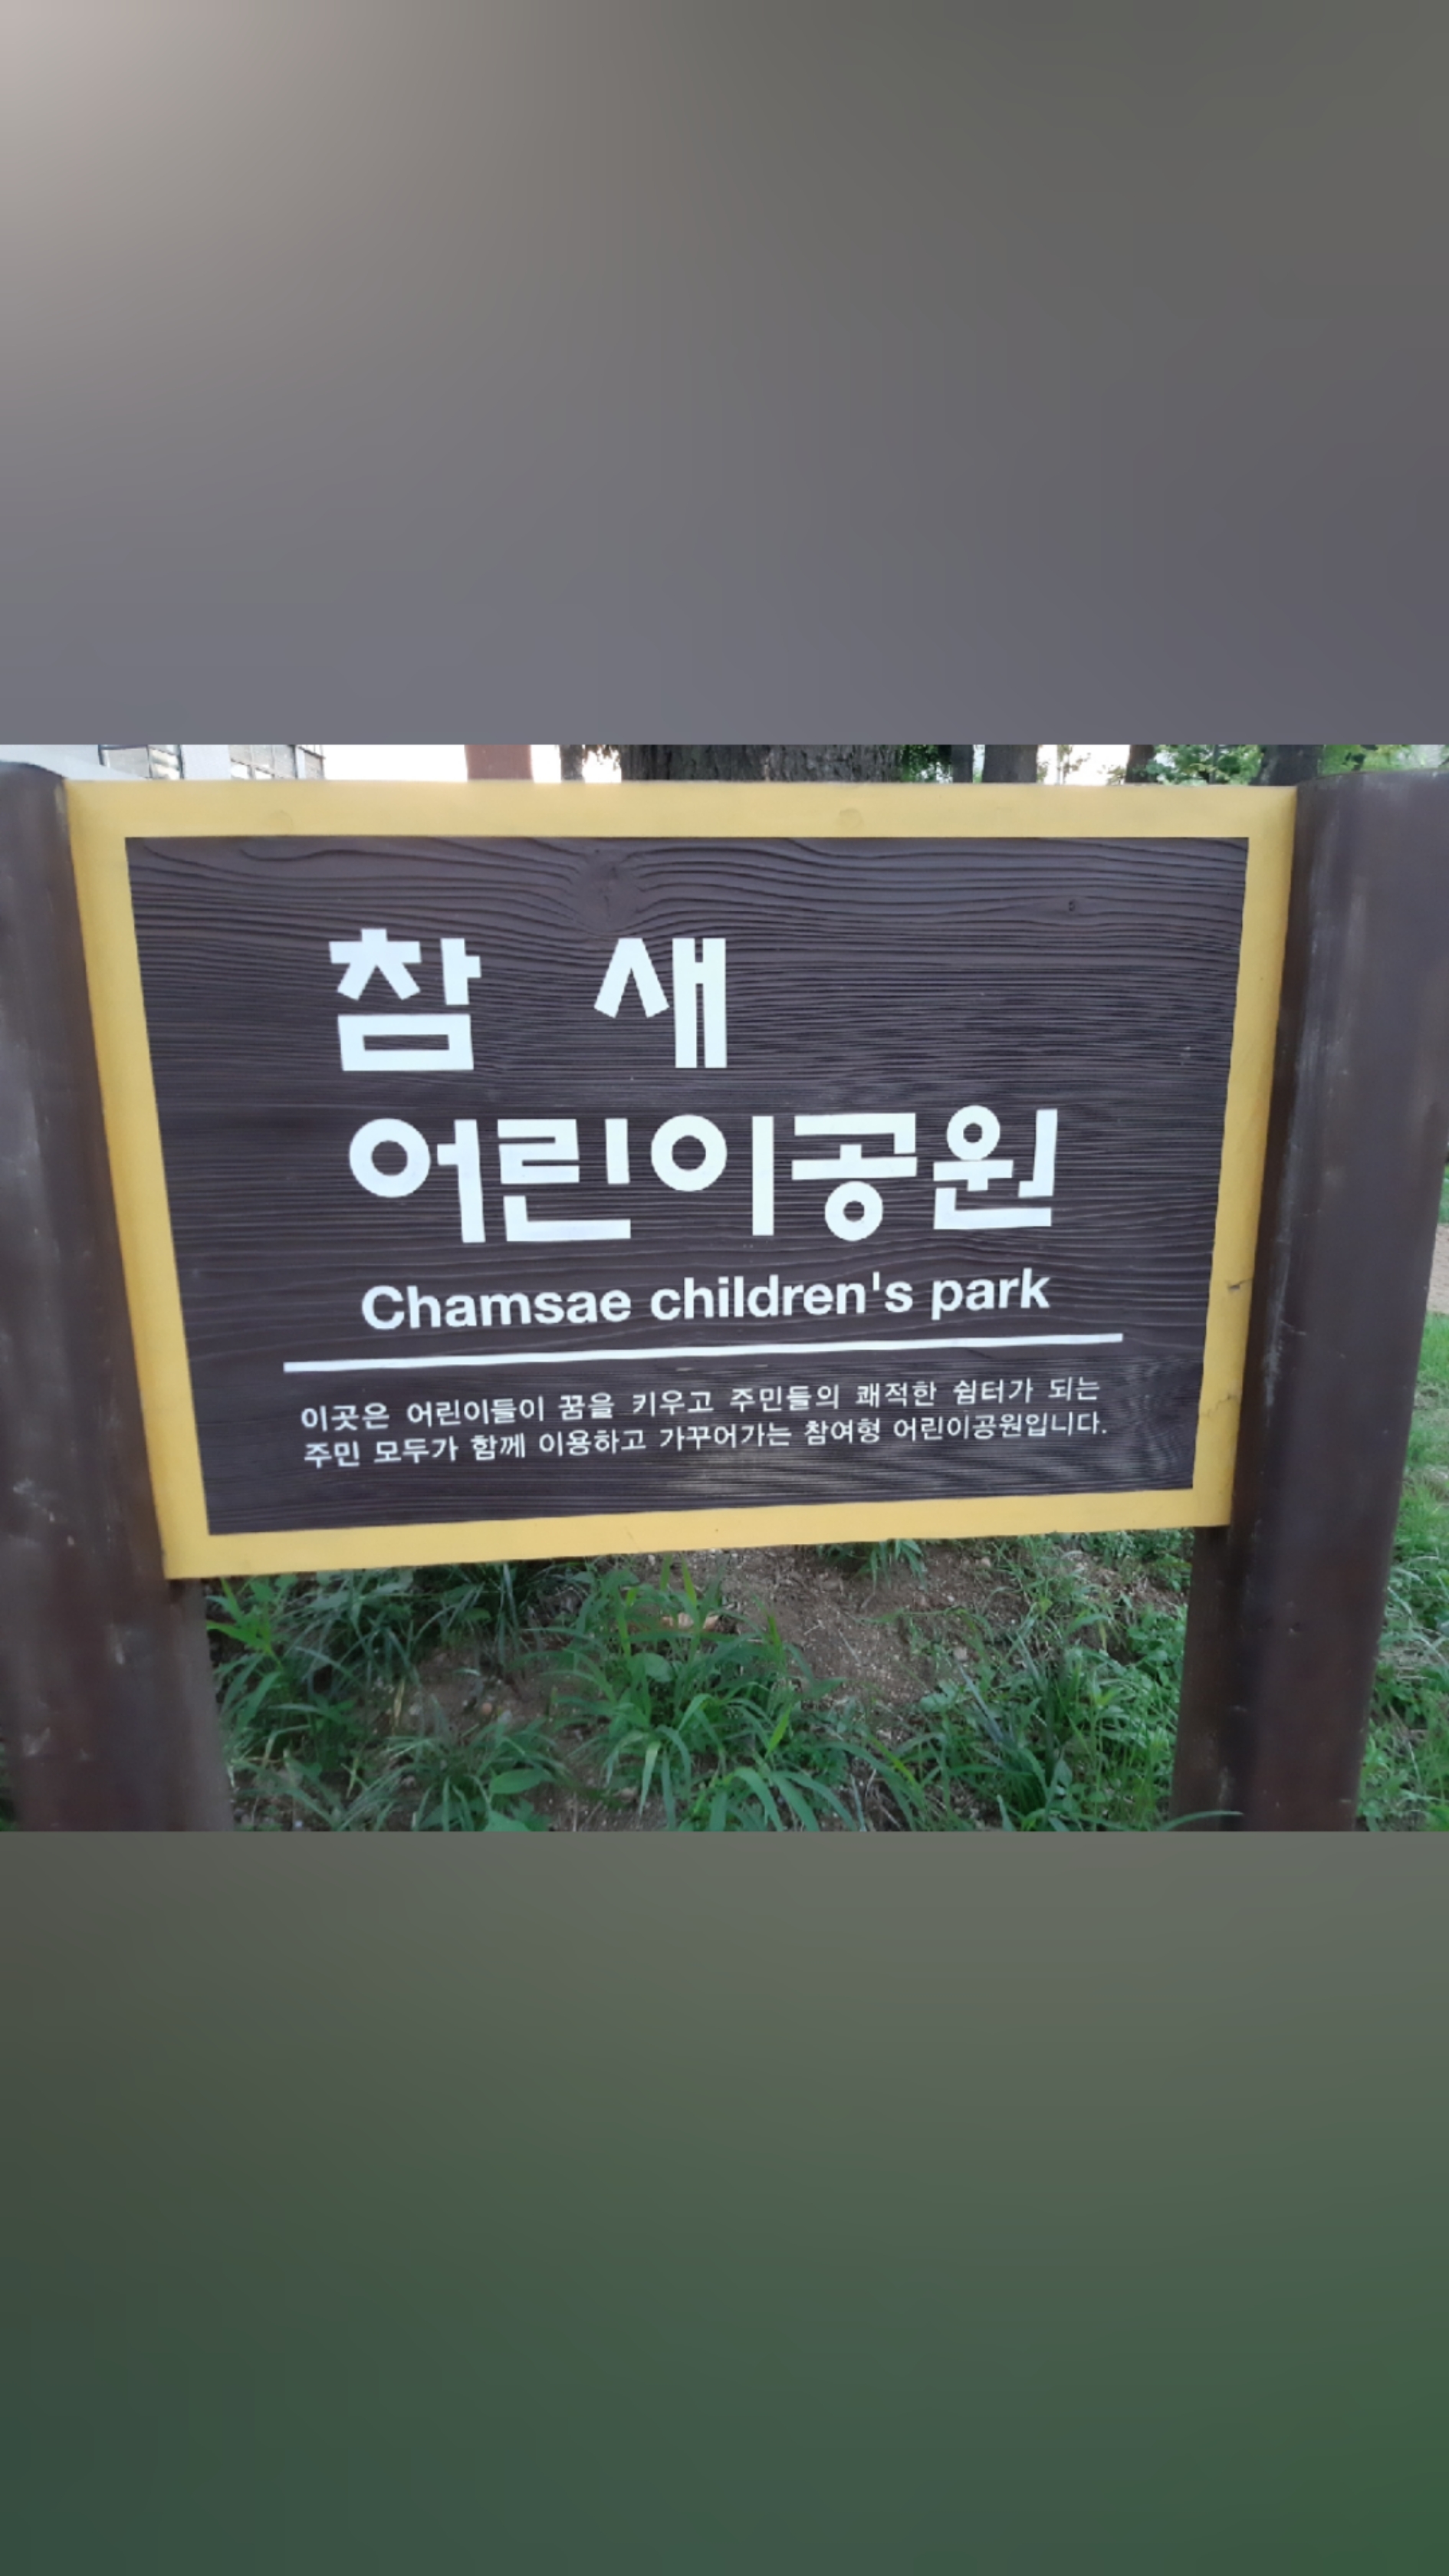 참 새
어린이공원
Chamsae children's park
이곳은 어린이들이 꿈을 키우고 주민들의 쾌적한 쉼터가 되는
주민 모두가 함께 이용하고 가꾸어가는 참여형 어린이공원입니다.